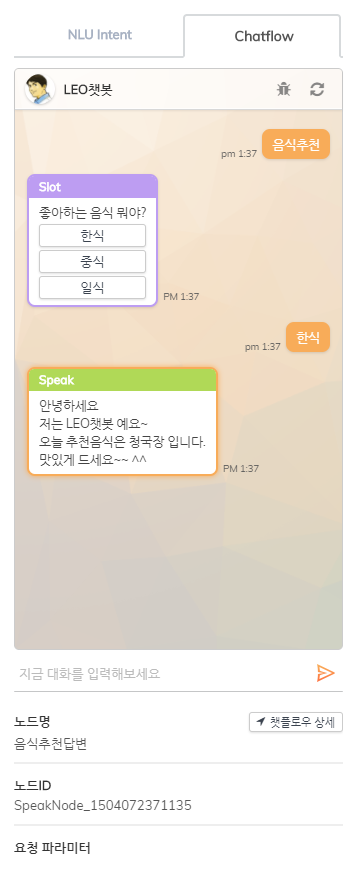 NLU Intent
Chatflow
LEO챗봇
음식추천
pm 1:37
Slot
좋아하는 음식 뭐야?
한식
중식
일식
PM 1:37
한식
pm 1:37
Speak
안녕하세요
저는 LEO챗봇 예요~
오늘 추천음식은 청국장 입니다.
맛있게 드세요~~ ^^
PM 1:37
지금 대화를 입력해보세요
노드명
챗플로우 상세
음식추천답변
노드ID
SpeakNode_1504072371135
요청 파라미터